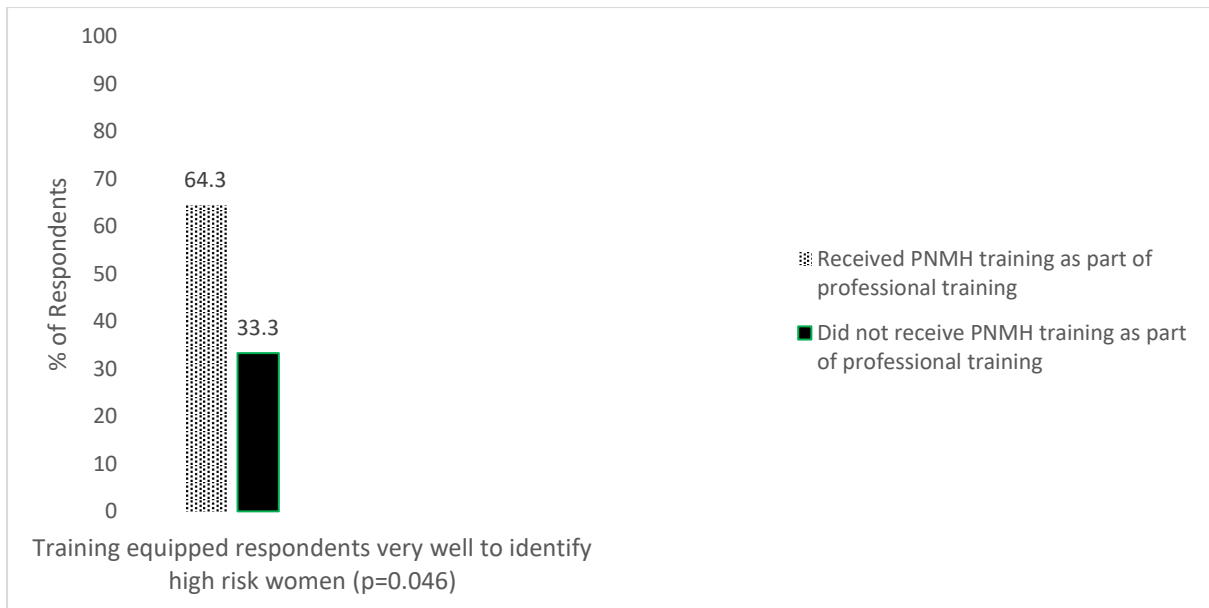 100
90
80
70
60
50
40
30
20
10
0
% of Respondents
64.3
33.3
Training equipped respondents very well to identify
high risk women (p=0.046)
Received PNMH training as part of
professional training
Did not receive PNMH training as part
of professional training